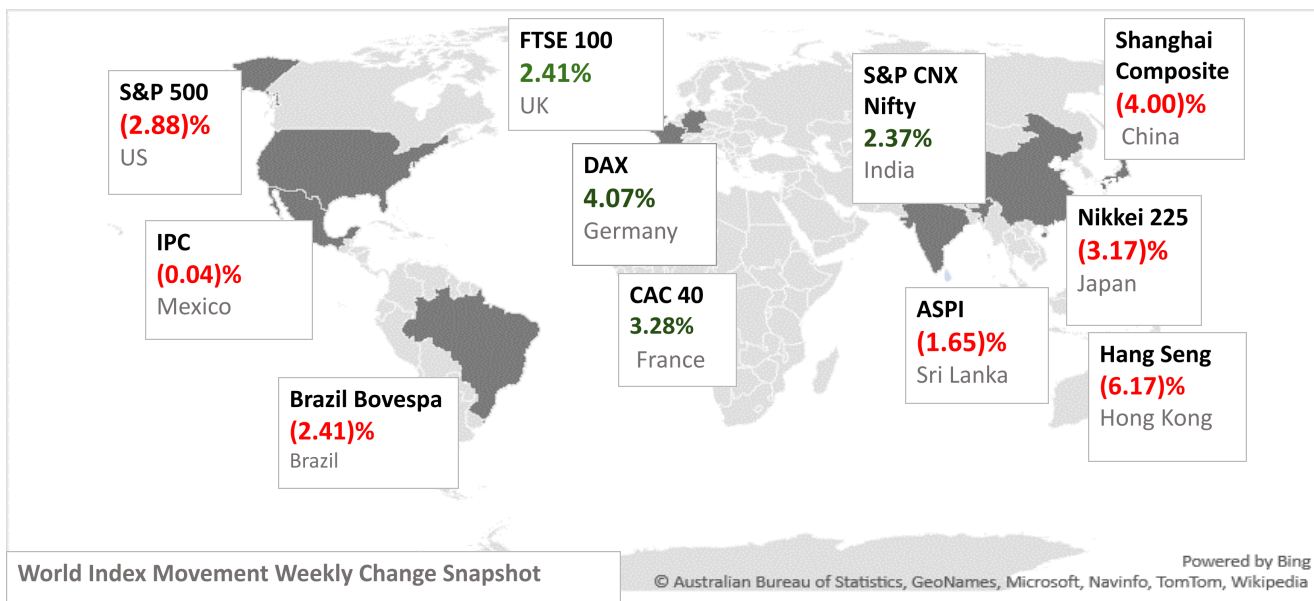 S&P 500
(2.88)%
US
FTSE 100
2.41%
UK
S&P CNX
Nifty
2.37%
India
Shanghai
Composite
(4.00)%
China
IPC
(0.04)%
Mexico
DAX
4.07%
Germany
Nikkei 225
(3.17)%
Japan
CAC 40
3.28%
France
ASPI
(1.65)%
Sri Lanka
Hang Seng
(6.17)%
Hong Kong
Brazil Bovespa
(2.41)%
Brazil
World Index Movement Weekly Change Snapshot
Powered by Bing
© Australian Bureau of Statistics, GeoNames, Microsoft, Navinfo, TomTom, Wikipedia